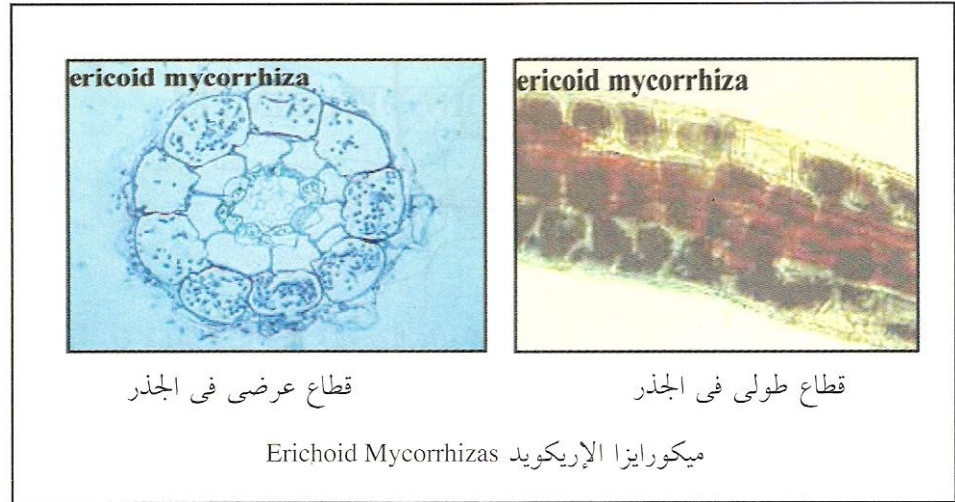 ericoid mycorrhiza
ericoid mycorrhiza
قطاع عرضى فى الجذر
قطاع طولى فى الجذر
ميكورايزا الإريكويد Erichoid Mycorrhizas